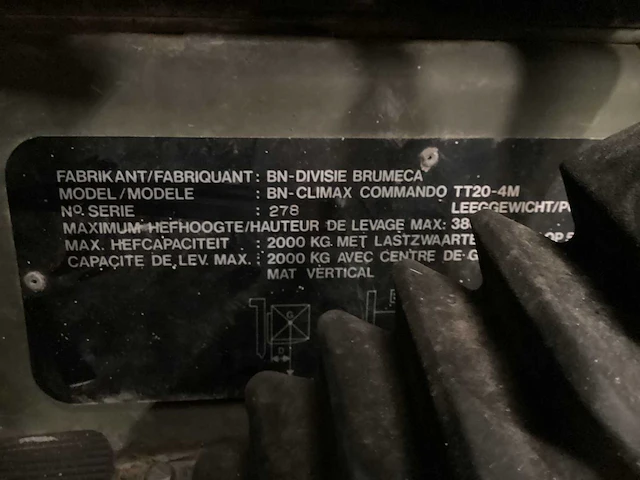 FABRIKANT/FABRIQUANT : BN-DIVISIE BRUMECA
MODEL/MODELE : BN-CLIMAX COMMANDO TT20-4M
No. SERIE : 278 LEEGGEWICHT/
MAXIMUM HEFHOOGTE/HAUTEUR DE LEVAGE MAX: 38
MAX. HEFCAPACITEIT : 2000 KG. MET LASTZWAARTE OP
CAPACITE DE LEV. MAX. : 2000 KG AVEC CENTRE DE G
MAT VERTICAL
G
D